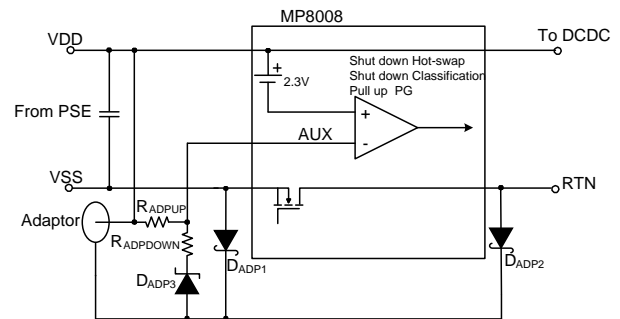 MP8008
VDD
To DCDC
Shut down Hot-swap
Shut down Classification
Pull up PG
+
2.3V
From PSE
+
AUX
-
VSS
RTN
Adaptor
RADPUP
RADPDOWN
DADP1
DADP2
DADP3